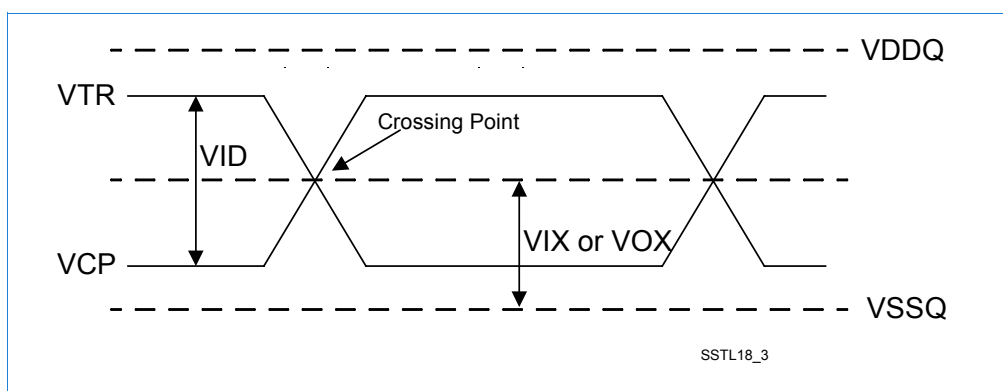 VDDQ
VTR
Crossing Point
VID
VIX or VOX
VCP
VSSQ
SSTL18_3